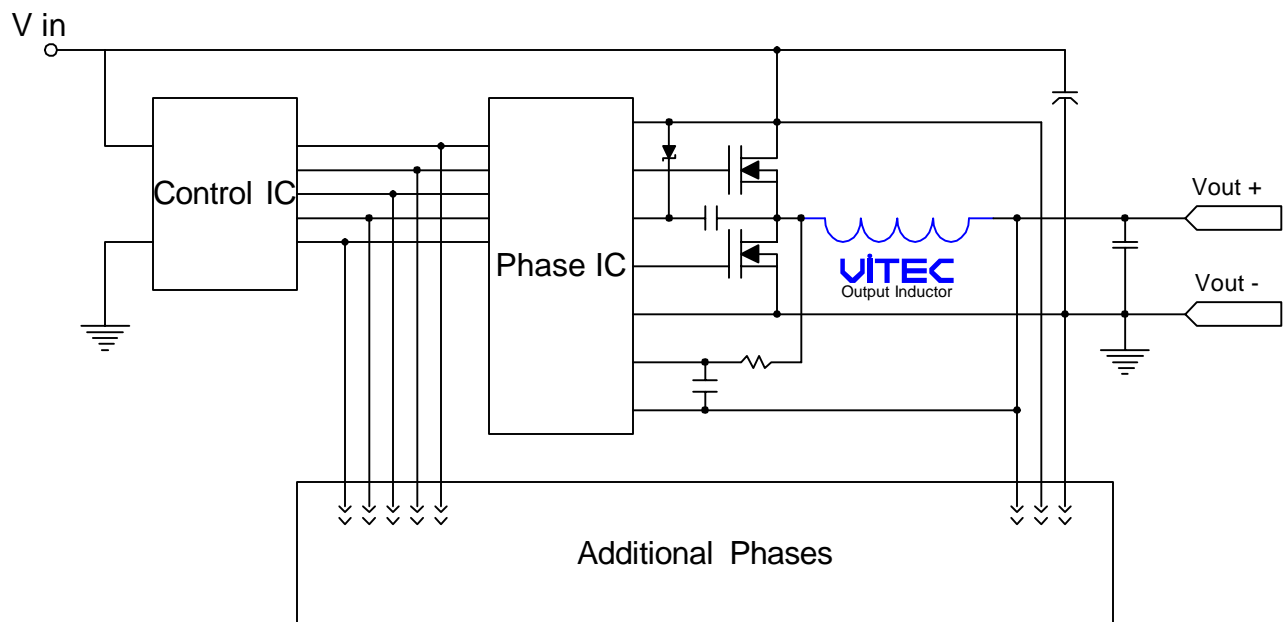 V in
Control IC
Phase IC
Vout +
ViTEC
Output Inductor
Vout -
Additional Phases